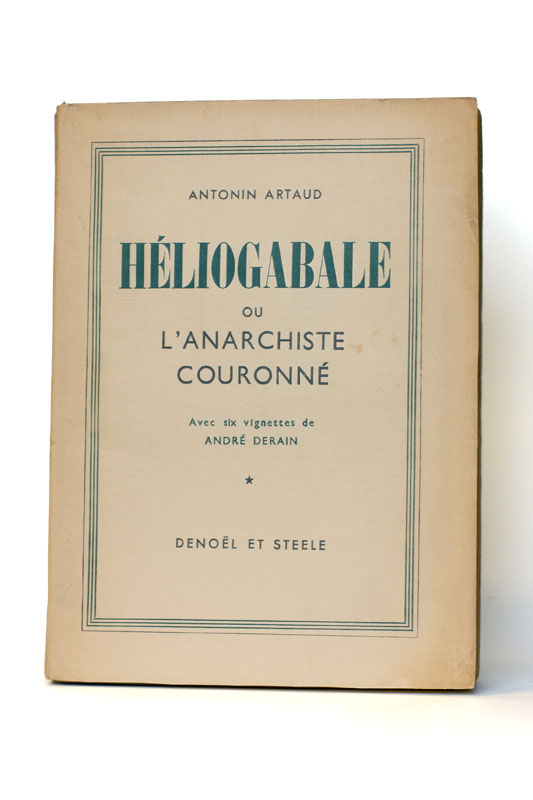 ANTONIN ARTAUD
HÉLIOGABALE
OU
L'ANARCHISTE
COURONNÉ
Avec six vignettes de
ANDRÉ DERAIN
*
DENOËL ET STEELE